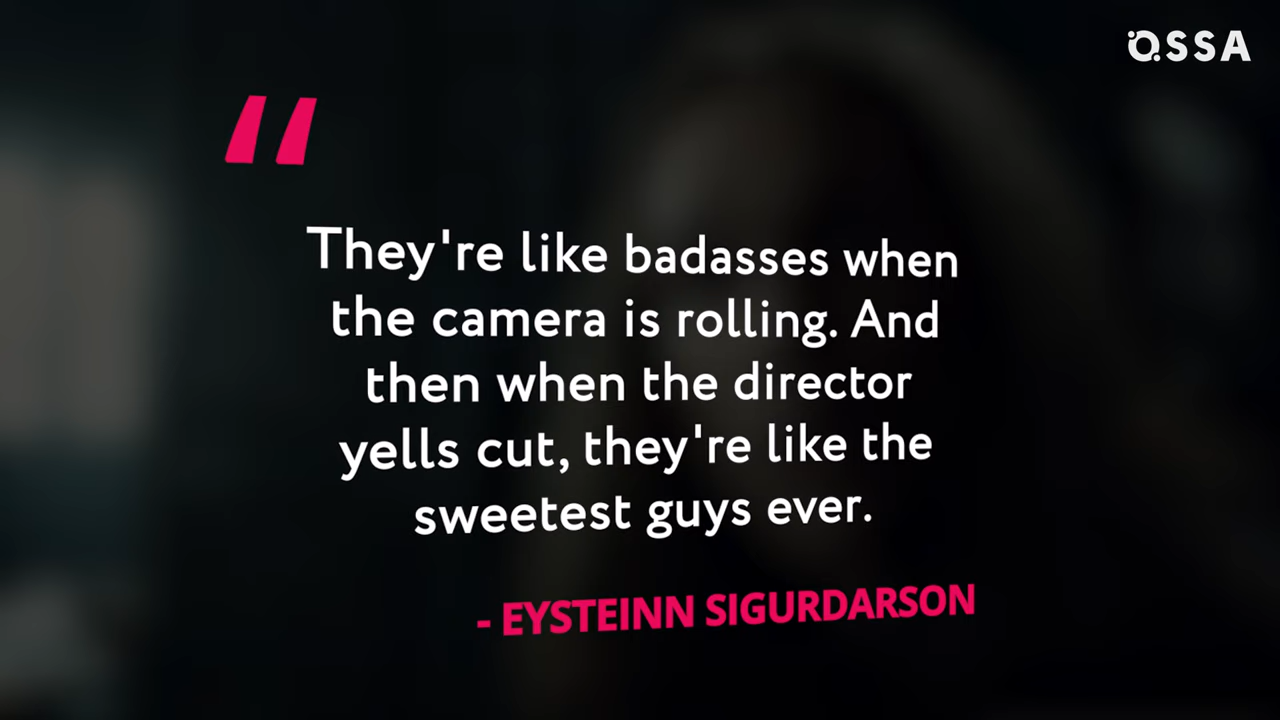 OSSA
“
They're like badasses when
the camera is rolling. And
then when the director
yells cut, they're like the
sweetest guys ever.
- EYSTEINN SIGURDARSON